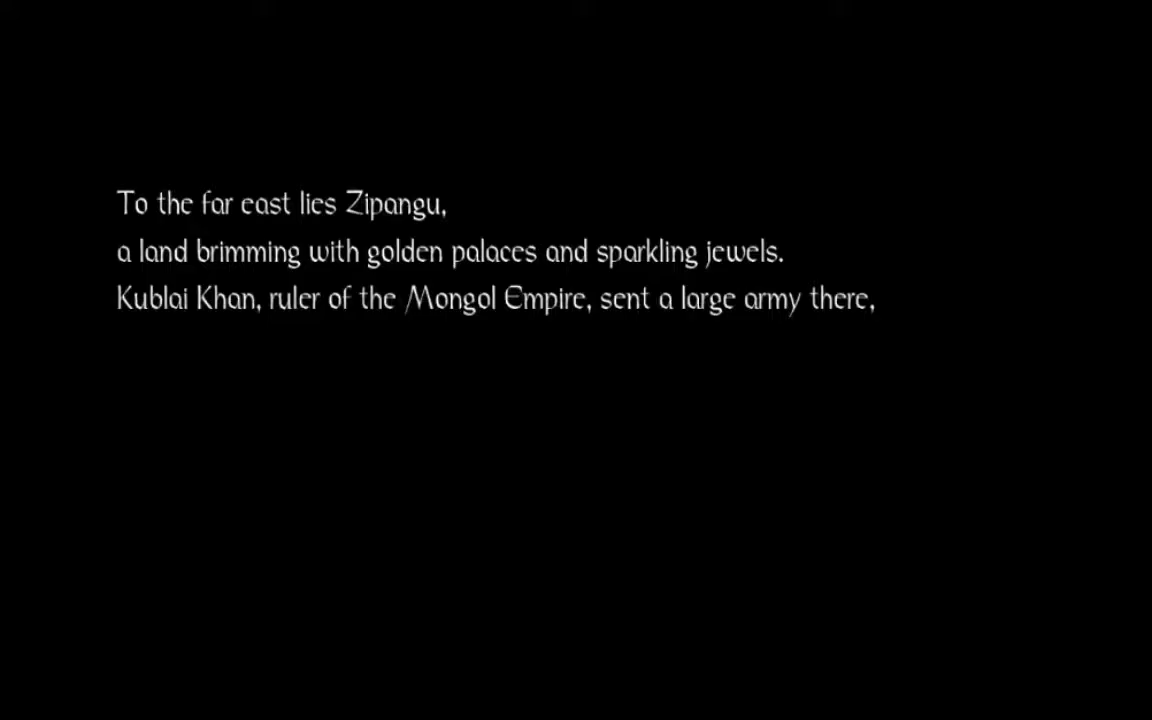 To the far east lies Zipangu,
a land brimming with golden palaces and sparkling jewels.
Kublai Khan, ruler of the Mongol Empire, sent a large army there,